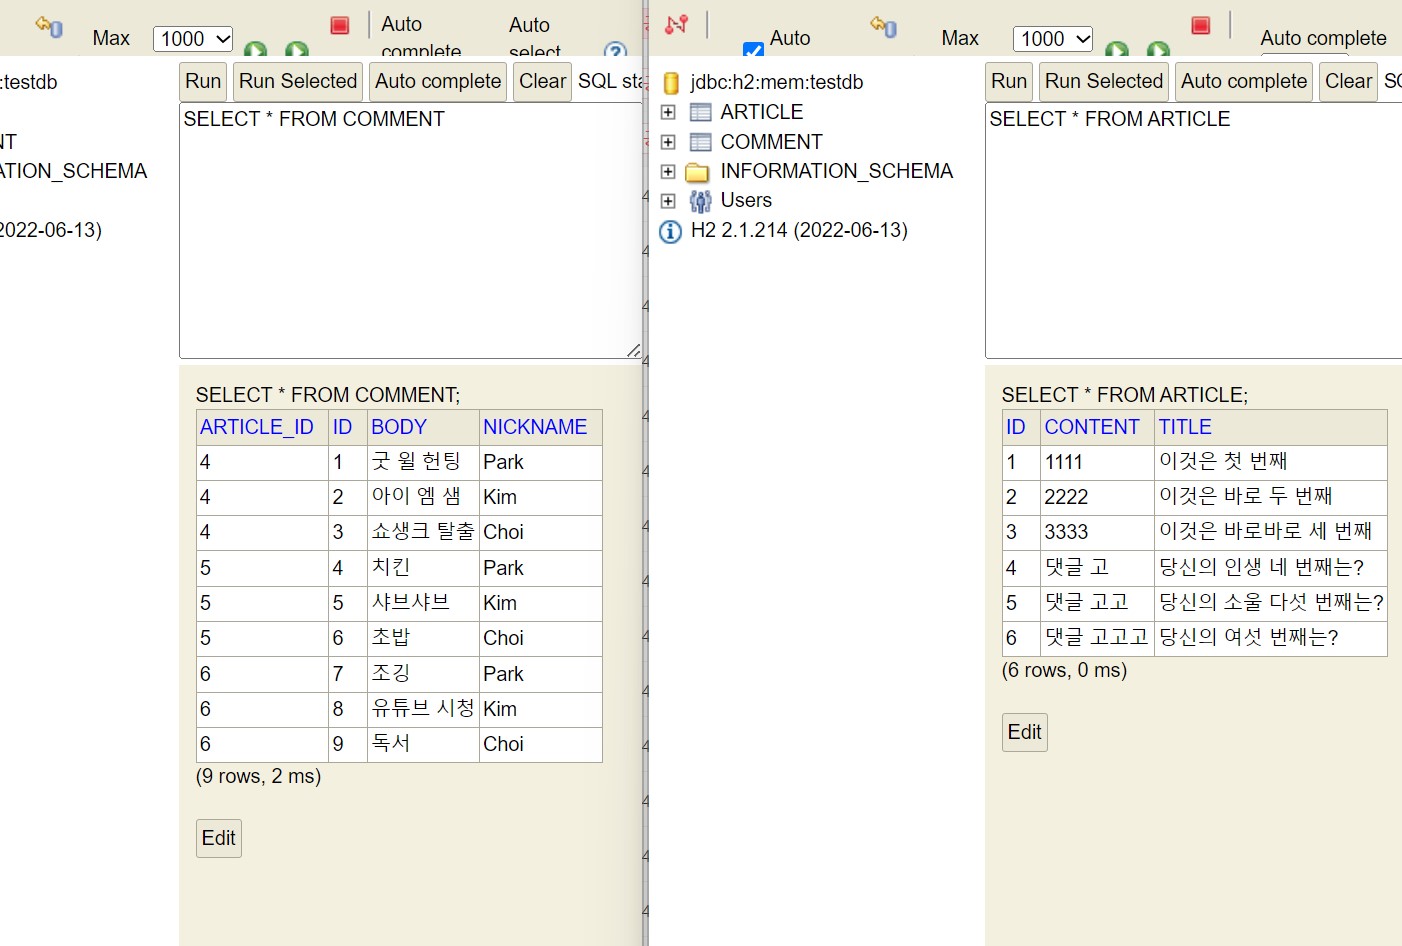 Max 1000 Auto complete Auto select
:testdb
NT
ATION_SCHEMA
2022-06-13)
Run Run Selected Auto complete Clear SQL sta
SELECT * FROM COMMENT
SELECT * FROM COMMENT;
ARTICLE_ID ID BODY NICKNAME
4 1 굿 윌 헌팅 Park
4 2 아이 엠 샘 Kim
4 3 쇼생크 탈출 Choi
5 4 치킨 Park
5 5 샤브샤브 Kim
5 6 초밥 Choi
6 7 조깅 Park
6 8 유튜브 시청 Kim
6 9 독서 Choi
(9 rows, 2 ms)
Edit
Auto Max 1000 Auto complete
jdbc:h2:mem:testdb
ARTICLE
COMMENT
INFORMATION_SCHEMA
Users
H2 2.1.214 (2022-06-13)
Run Run Selected Auto complete Clear
SELECT * FROM ARTICLE
SELECT * FROM ARTICLE;
ID CONTENT TITLE
1 1111 이것은 첫 번째
2 2222 이것은 바로 두 번째
3 3333 이것은 바로바로 세 번째
4 댓글 고 당신의 인생 네 번째는?
5 댓글 고고 당신의 소울 다섯 번째는?
6 댓글 고고고 당신의 여섯 번째는?
(6 rows, 0 ms)
Edit